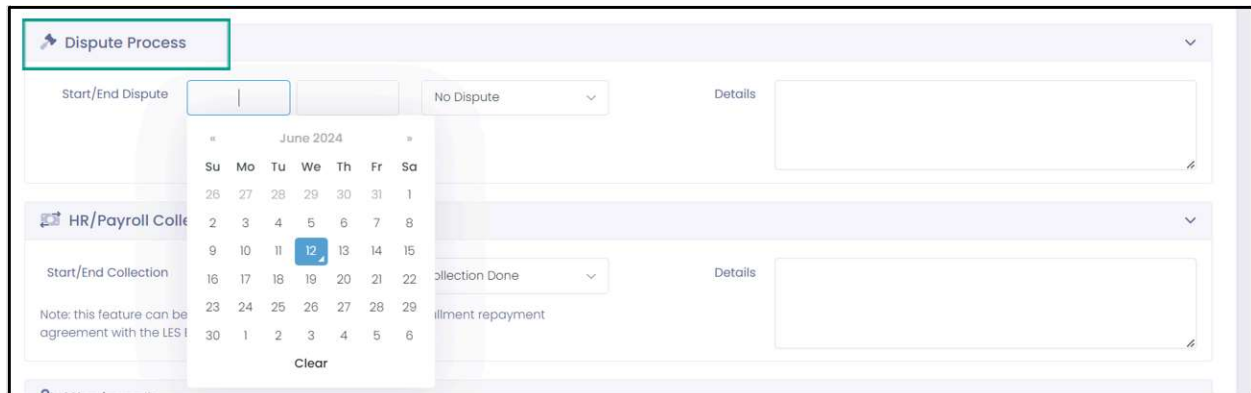 Dispute Process
Start/End Dispute
No Dispute
Details
« June 2024 »
Su Mo Tu We Th Fr Sa
26 27 28 29 30 31 1
2 3 4 5 6 7 8
9 10 11 12 13 14 15
16 17 18 19 20 21 22
23 24 25 26 27 28 29
30 1 2 3 4 5 6
Clear
HR/Payroll
Start/End Collection
Collection Done
Details
Note: this feature can be
repayment
agreement with the LES